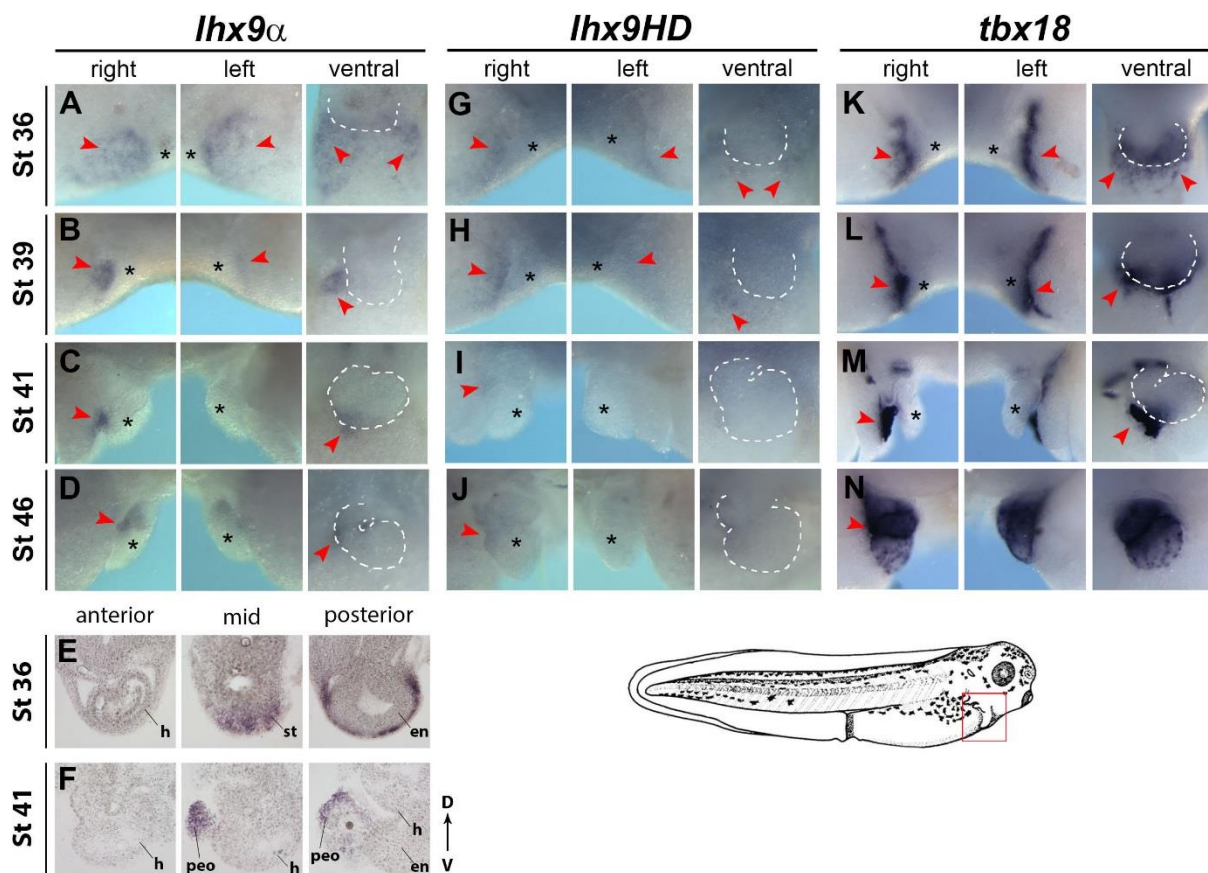 lhx9α lhx9HD tbx18
right left ventral right left ventral right left ventral
St 36 A G K
* * * * * *
St 39 B H L
* * * * * *
St 41 C I M
* * * * * *
St 46 D J N
* * * *
anterior mid posterior
St 36 E
h st en
St 41 F
h peo h peo h en
D
V